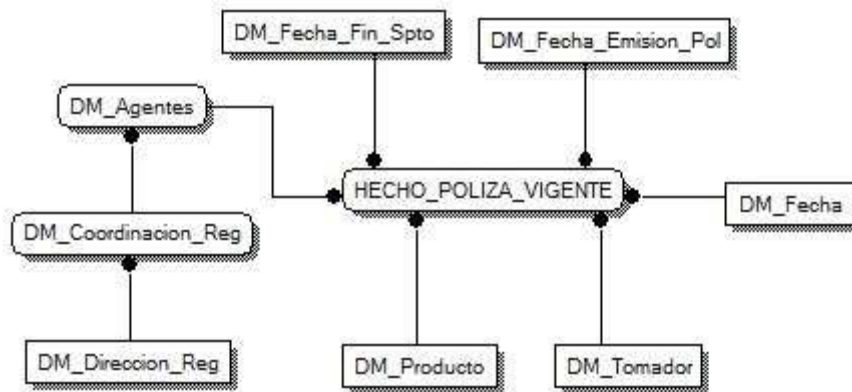 DM_Fecha_Fin_Spto
DM_Fecha_Emision_Pol
DM_Agentes
HECHO_POLIZA_VIGENTE
DM_Fecha
DM_Coordinacion_Reg
DM_Direccion_Reg
DM_Producto
DM_Tomador